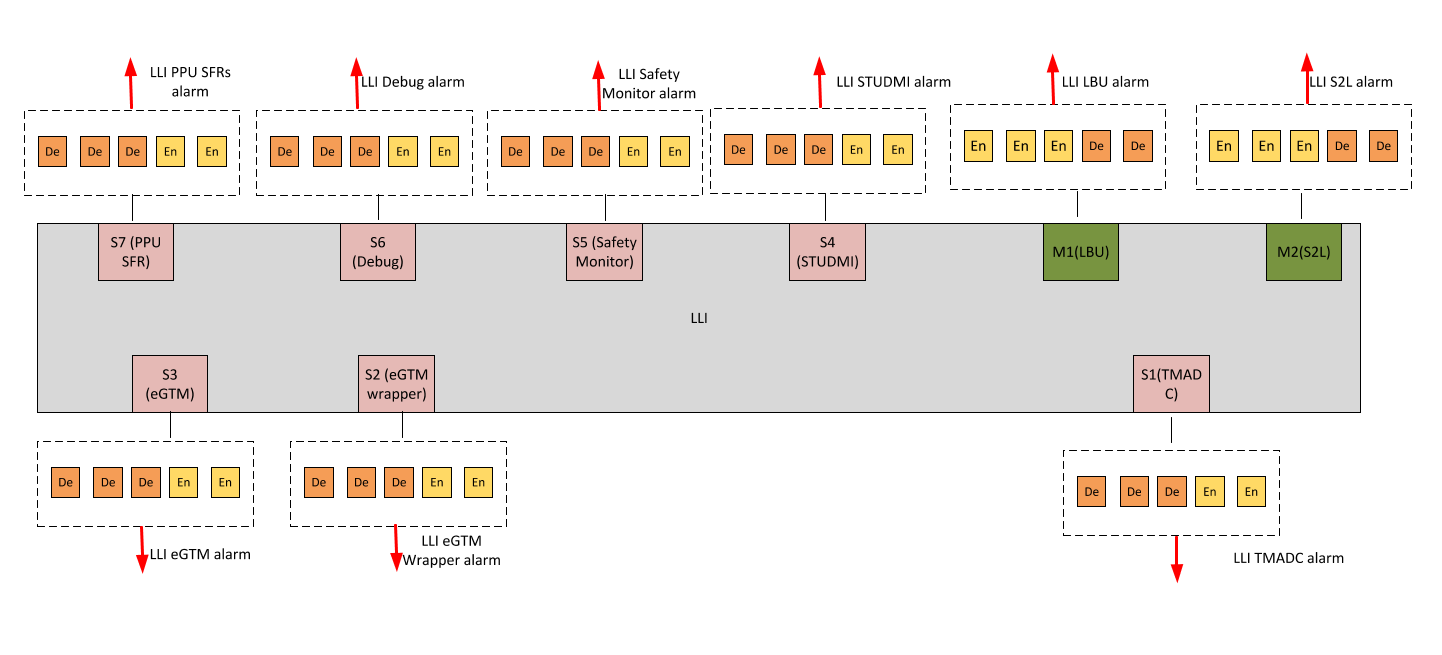 LLI PPU SFRs
alarm
LLI Debug alarm
LLI Safety
Monitor alarm
LLI STUDMI alarm
LLI LBU alarm
LLI S2L alarm
De De De En En
De De De En En
De De De En En
De De De En En
En En En De De
En En En De De
S7 (PPU
SFR)
S6
(Debug)
S5 (Safety
Monitor)
S4
(STUDMI)
M1(LBU)
M2(S2L)
LLI
S3
(eGTM)
S2 (eGTM
wrapper)
S1(TMAD
C)
De De De En En
De De De En En
De De De En En
LLI eGTM alarm
LLI eGTM
Wrapper alarm
LLI TMADC alarm